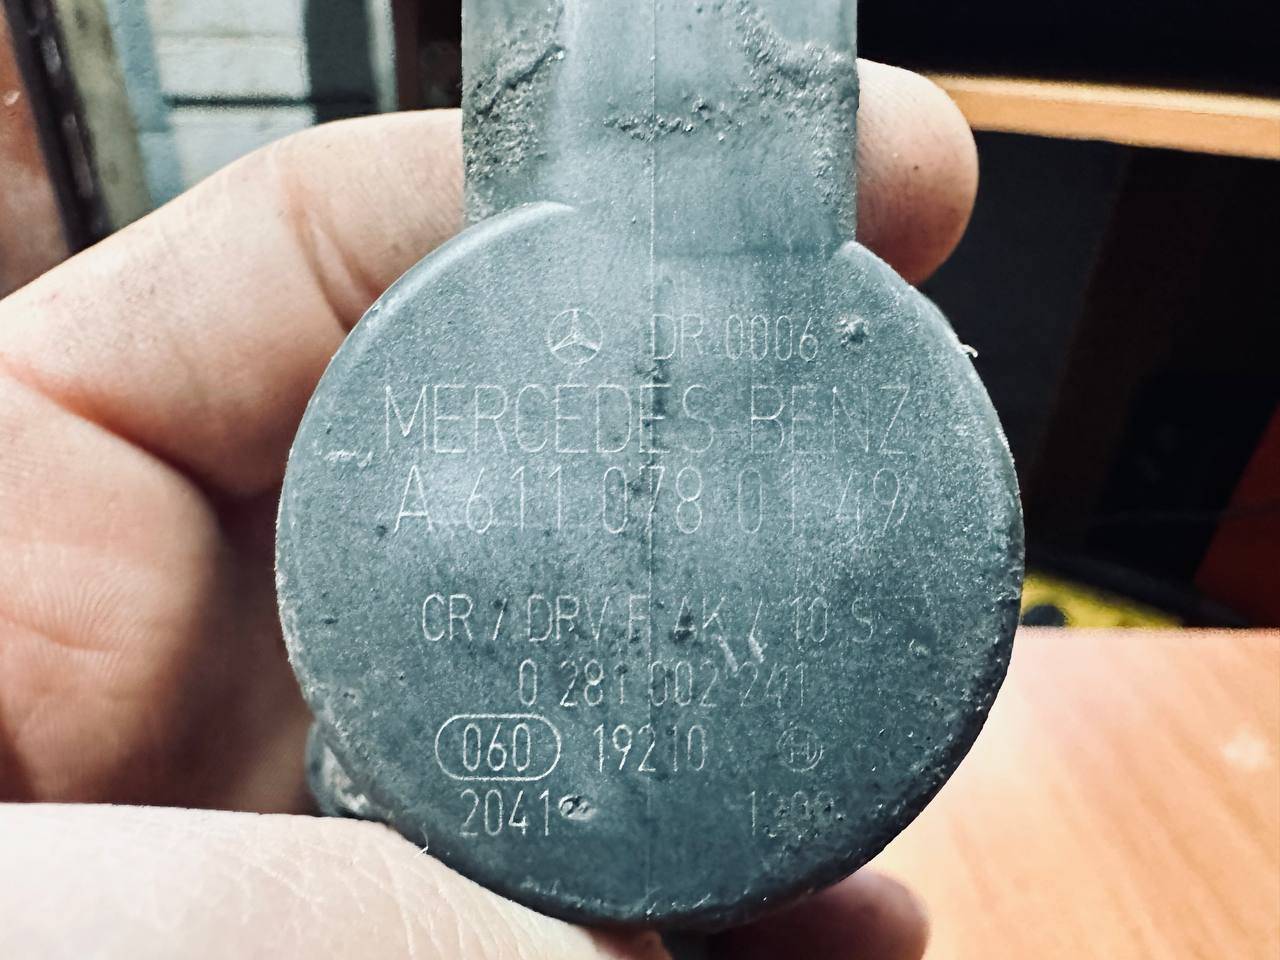 DR 0006
MERCEDES BENZ
A 611 078 01 49
CR / DRV F AK / 10 S
0 281 002 241
060 19210
2041